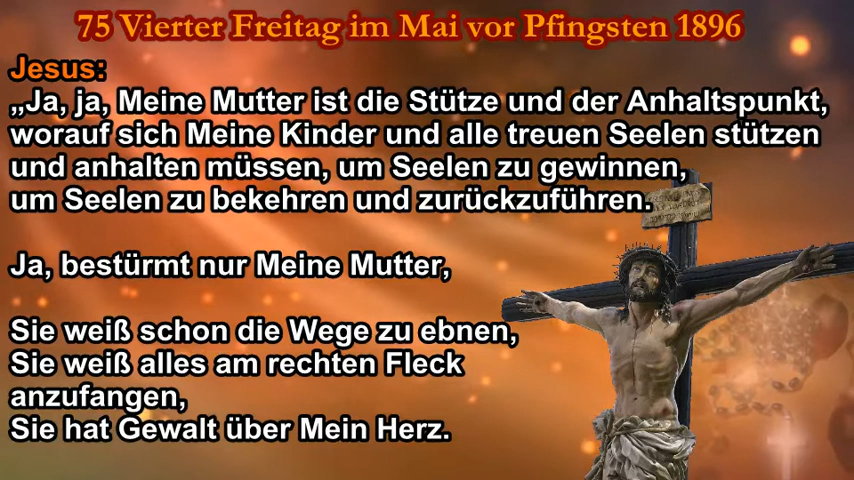 75 Vierter Freitag im Mai vor Pfingsten 1896
Jesus:
„Ja, ja, Meine Mutter ist die Stütze und der Anhaltspunkt,
worauf sich Meine Kinder und alle treuen Seelen stützen
und anhalten müssen, um Seelen zu gewinnen,
um Seelen zu bekehren und zurückzuführen.
Ja, bestürmt nur Meine Mutter,
Sie weiß schon die Wege zu ebnen,
Sie weiß alles am rechten Fleck
anzufangen,
Sie hat Gewalt über Mein Herz.